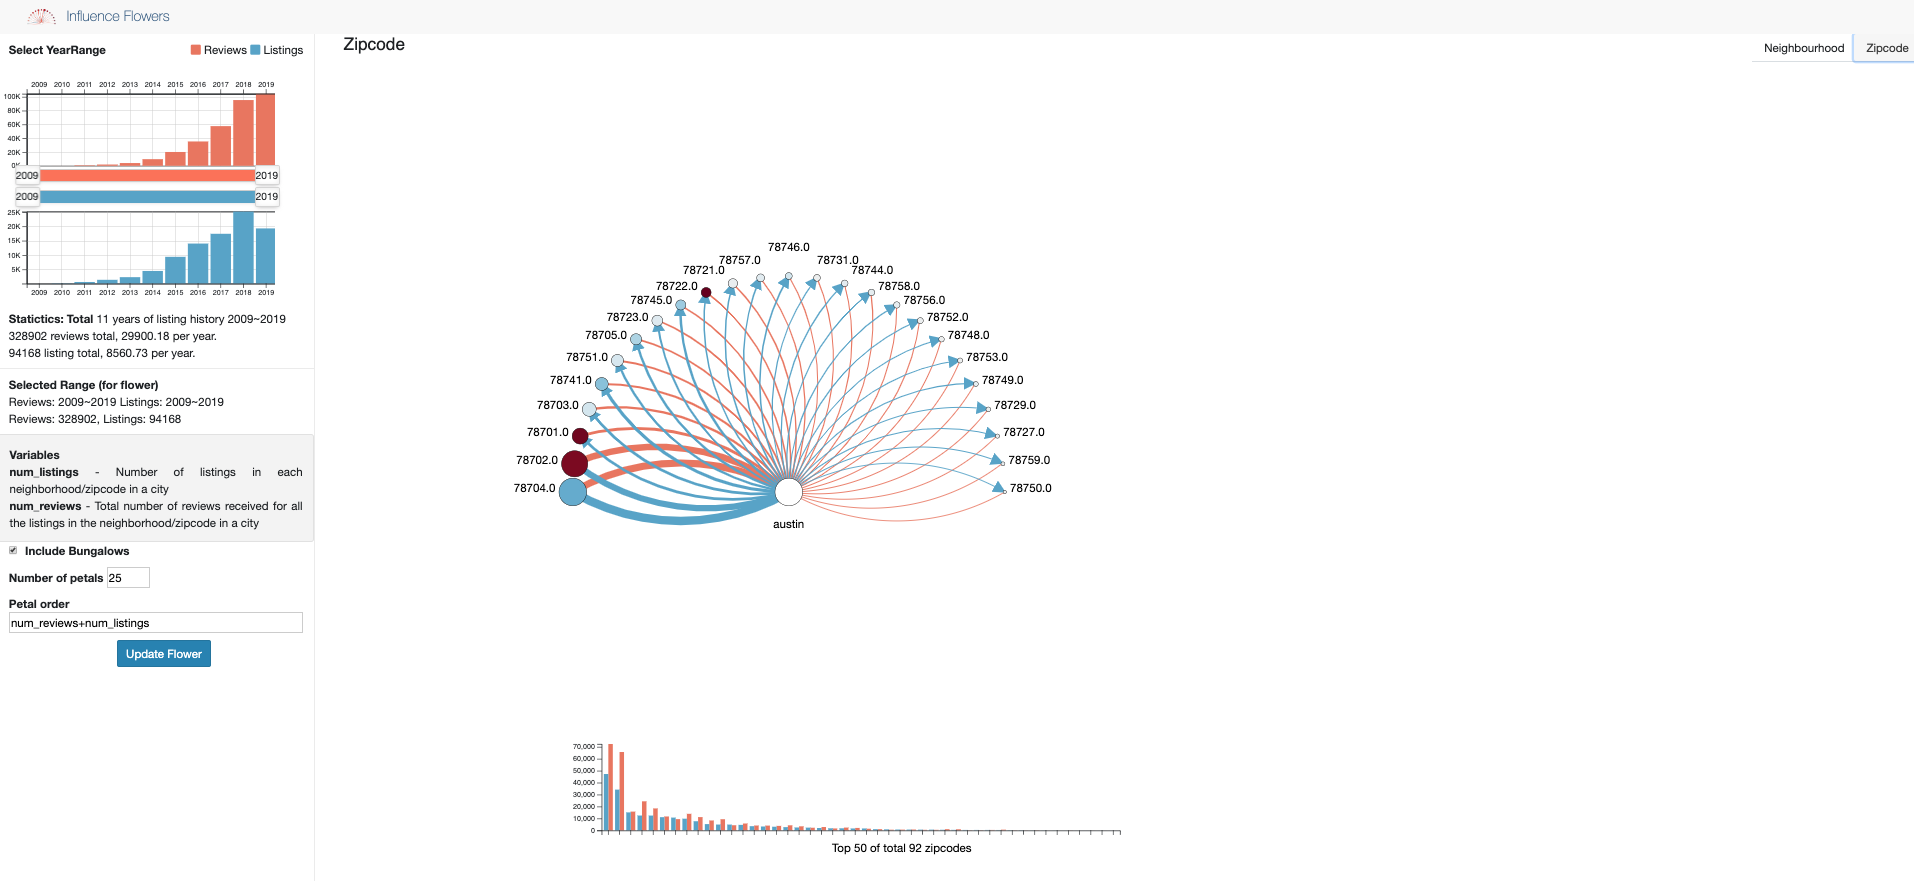 Influence Flowers
Select YearRange
Reviews Listings
2009 2010 2011 2012 2013 2014 2015 2016 2017 2018 2019
100K
80K
60K
40K
20K
0K
2009 2019
2009 2019
25K
20K
15K
10K
5K
2009 2010 2011 2012 2013 2014 2015 2016 2017 2018 2019
Statictics: Total 11 years of listing history 2009~2019
328902 reviews total, 29900.18 per year.
94168 listing total, 8560.73 per year.
Selected Range (for flower)
Reviews: 2009~2019 Listings: 2009~2019
Reviews: 328902, Listings: 94168
Variables
num_listings - Number of listings in each
neighborhood/zipcode in a city
num_reviews - Total number of reviews received for all
the listings in the neighborhood/zipcode in a city
Include Bungalows
Number of petals 25
Petal order
num_reviews+num_listings
Update Flower
Zipcode
Neighbourhood Zipcode
78746.0
78757.0 78731.0
78721.0 78744.0
78722.0 78758.0
78745.0 78756.0
78723.0 78752.0
78705.0 78748.0
78751.0 78753.0
78741.0 78749.0
78703.0 78729.0
78701.0 78727.0
78702.0 78759.0
78704.0 78750.0
austin
70,000
60,000
50,000
40,000
30,000
20,000
10,000
0
Top 50 of total 92 zipcodes